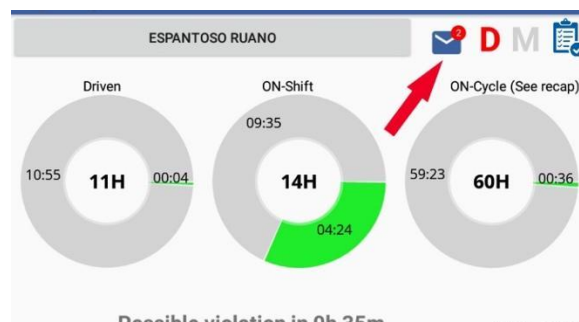 ESPANTOSO RUANO
2
D M
Driven
ON-Shift
ON-Cycle (See recap)
10:55
11H
00:04
09:35
14H
04:24
59:23
60H
00:36
Possible violation in 9h 35m